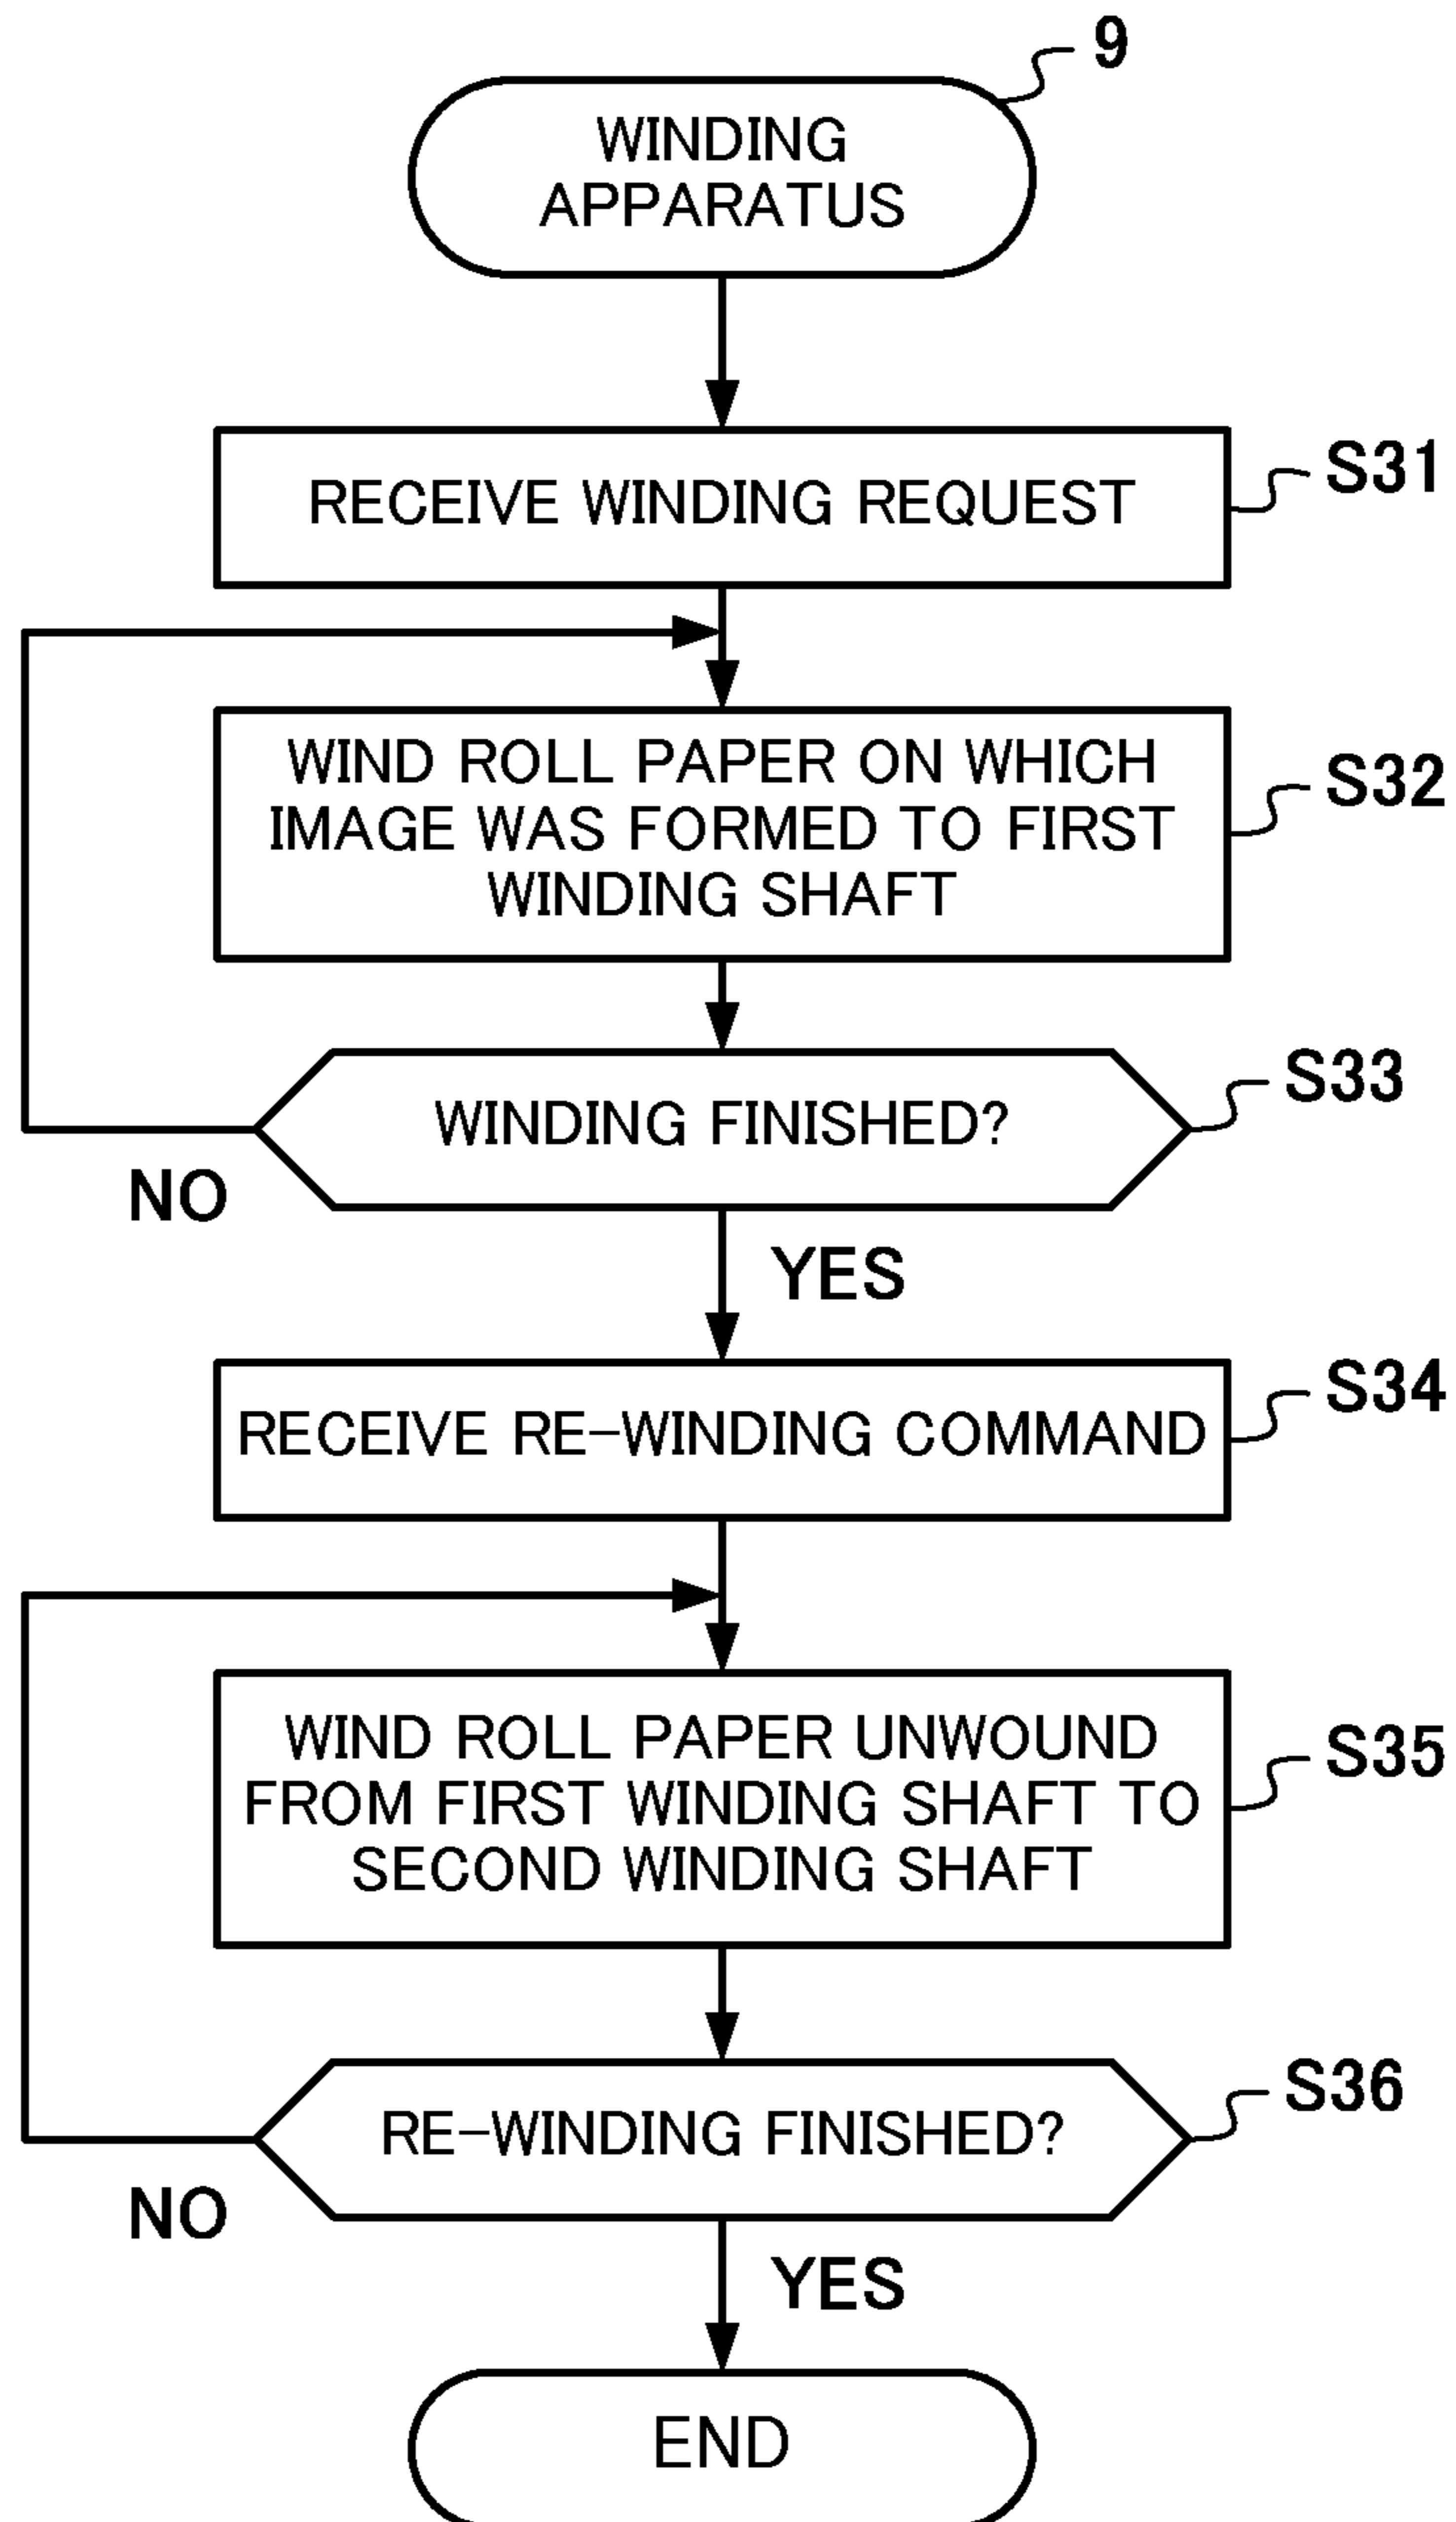 9
WINDING
APPARATUS
RECEIVE WINDING REQUEST
S31
WIND ROLL PAPER ON WHICH
IMAGE WAS FORMED TO FIRST
WINDING SHAFT
S32
WINDING FINISHED?
S33
NO
YES
RECEIVE RE-WINDING COMMAND
S34
WIND ROLL PAPER UNWOUND
FROM FIRST WINDING SHAFT TO
SECOND WINDING SHAFT
S35
RE-WINDING FINISHED?
S36
NO
YES
END